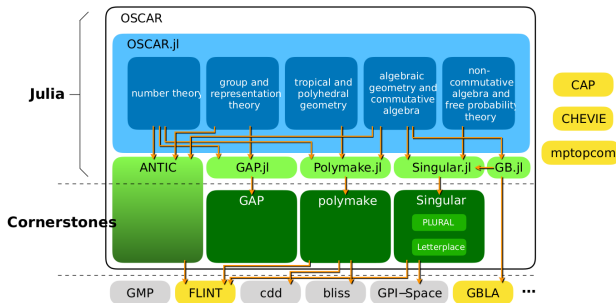 OSCAR
OSCAR.jl
number theory
group and
representation
theory
tropical and
polyhedral
geometry
algebraic
geometry and
commutative
algebra
non-
commutative
algebra and
free probability
theory
Julia
CAP
CHEVIE
mptopcom
ANTIC
GAP.jl
Polymake.jl
Singular.jl
GB.jl
Cornerstones
GAP
polymake
Singular
PLURAL
Letterplace
GMP
FLINT
cdd
bliss
GPI−Space
GBLA
...